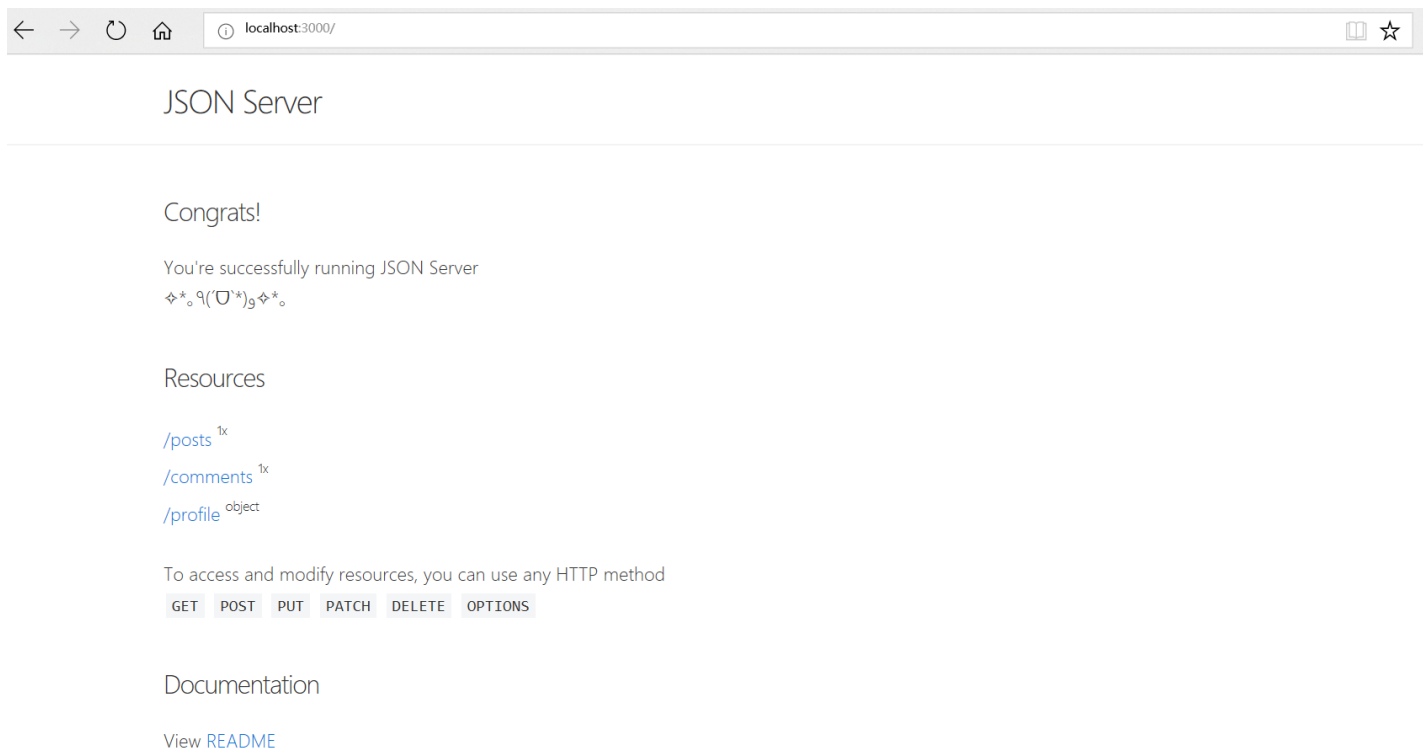 localhost:3000/
JSON Server
Congrats!
You're successfully running JSON Server
✧*｡٩(ˊᗜˋ*)و✧*｡
Resources
/posts 1x
/comments 1x
/profile object
To access and modify resources, you can use any HTTP method
GET POST PUT PATCH DELETE OPTIONS
Documentation
View README